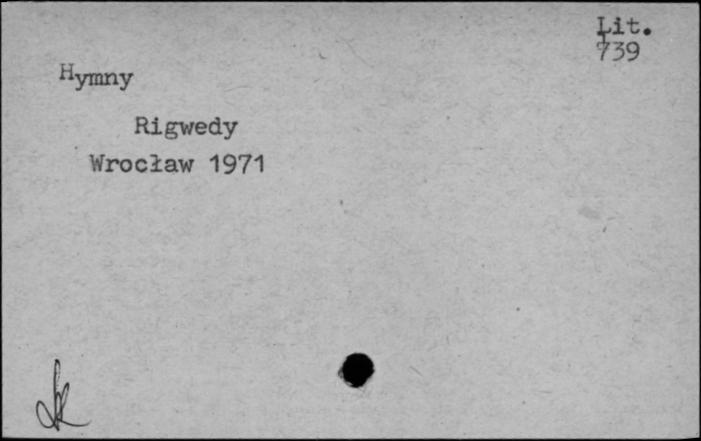 Lit.
739
Hymny
Rigwedy
Wrocław 1971